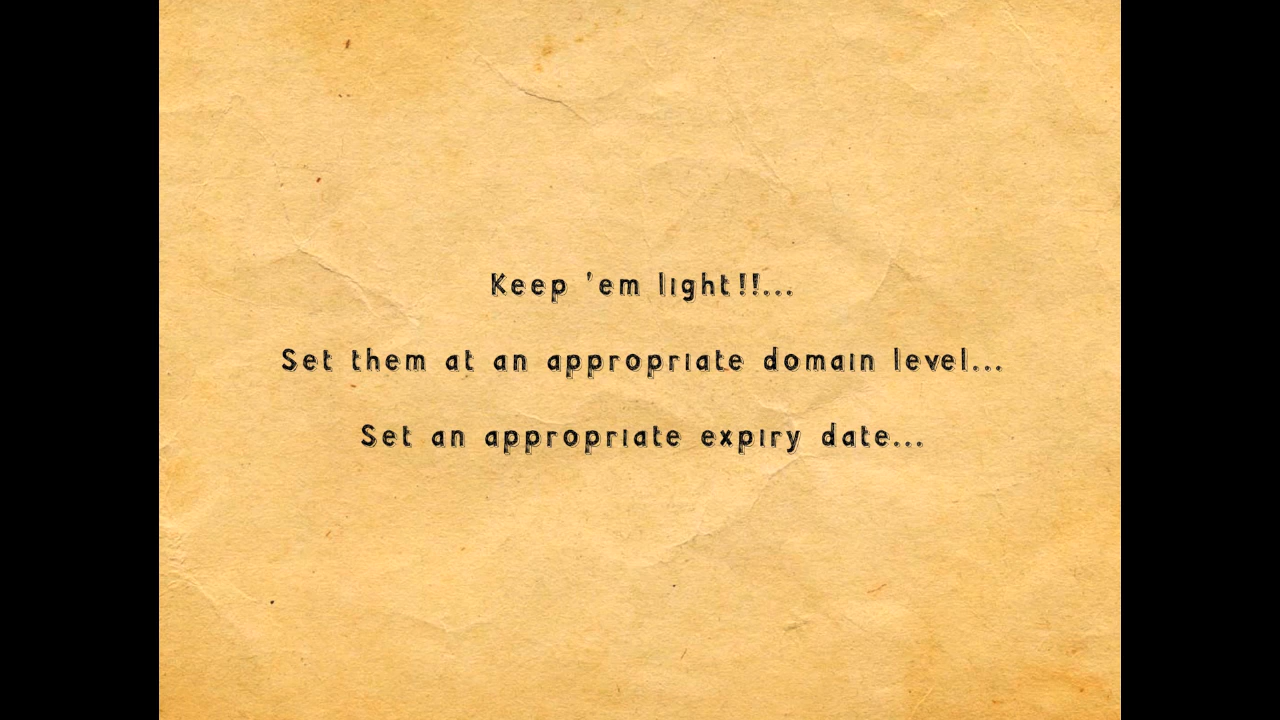 Keep 'em light!!...
Set them at an appropriate domain level...
Set an appropriate expiry date...